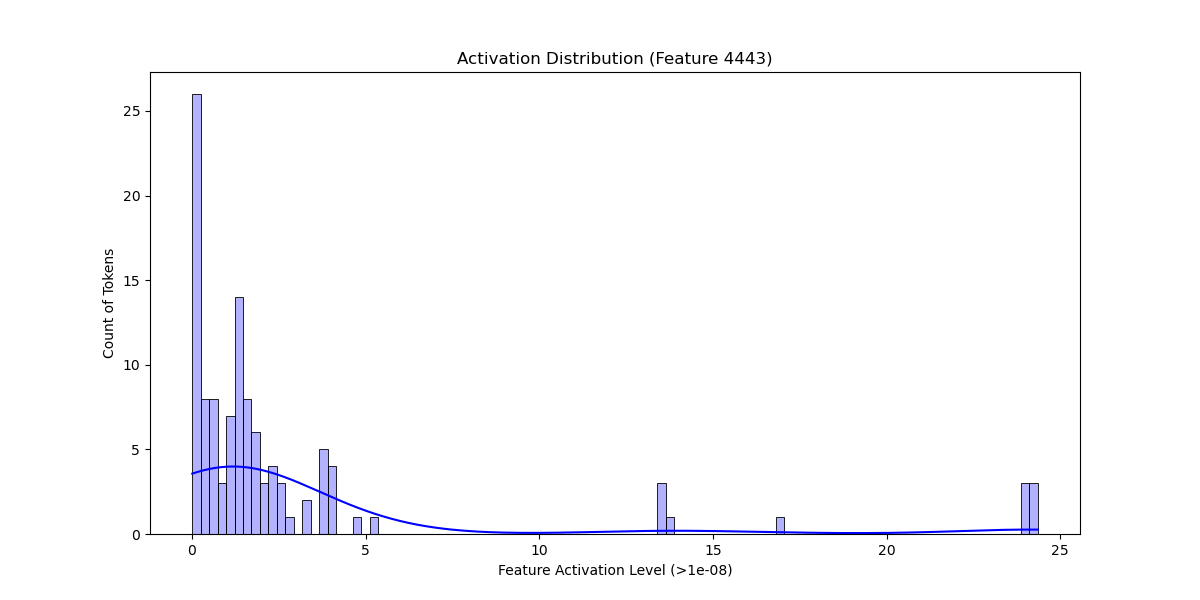 Activation Distribution (Feature 4443)
25
20
15
10
5
0
Count of Tokens
0 5 10 15 20 25
Feature Activation Level (>1e-08)